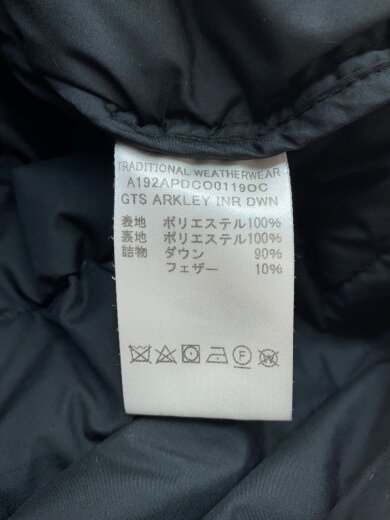 TRADITIONAL WEATHERWEAR
A192APDCO0119OC
GTS ARKLEY INR DWN
表地 ポリエステル100%
裏地 ポリエステル100%
詰物 ダウン 90%
フェザー 10%
F
W